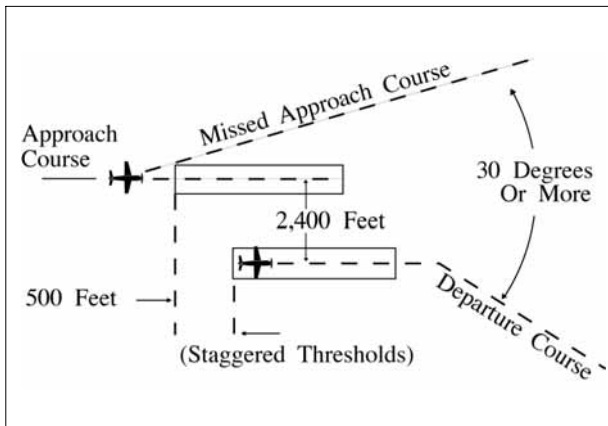 Missed Approach Course
Approach
Course
30 Degrees
Or More
2,400 Feet
500 Feet
Departure Course
(Staggered Thresholds)